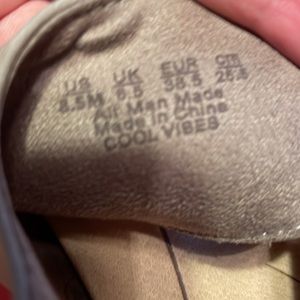 US UK EUR cm
8.5M 6.5 39.5 25.5
All Man Made
Made In China
COOL VIBES